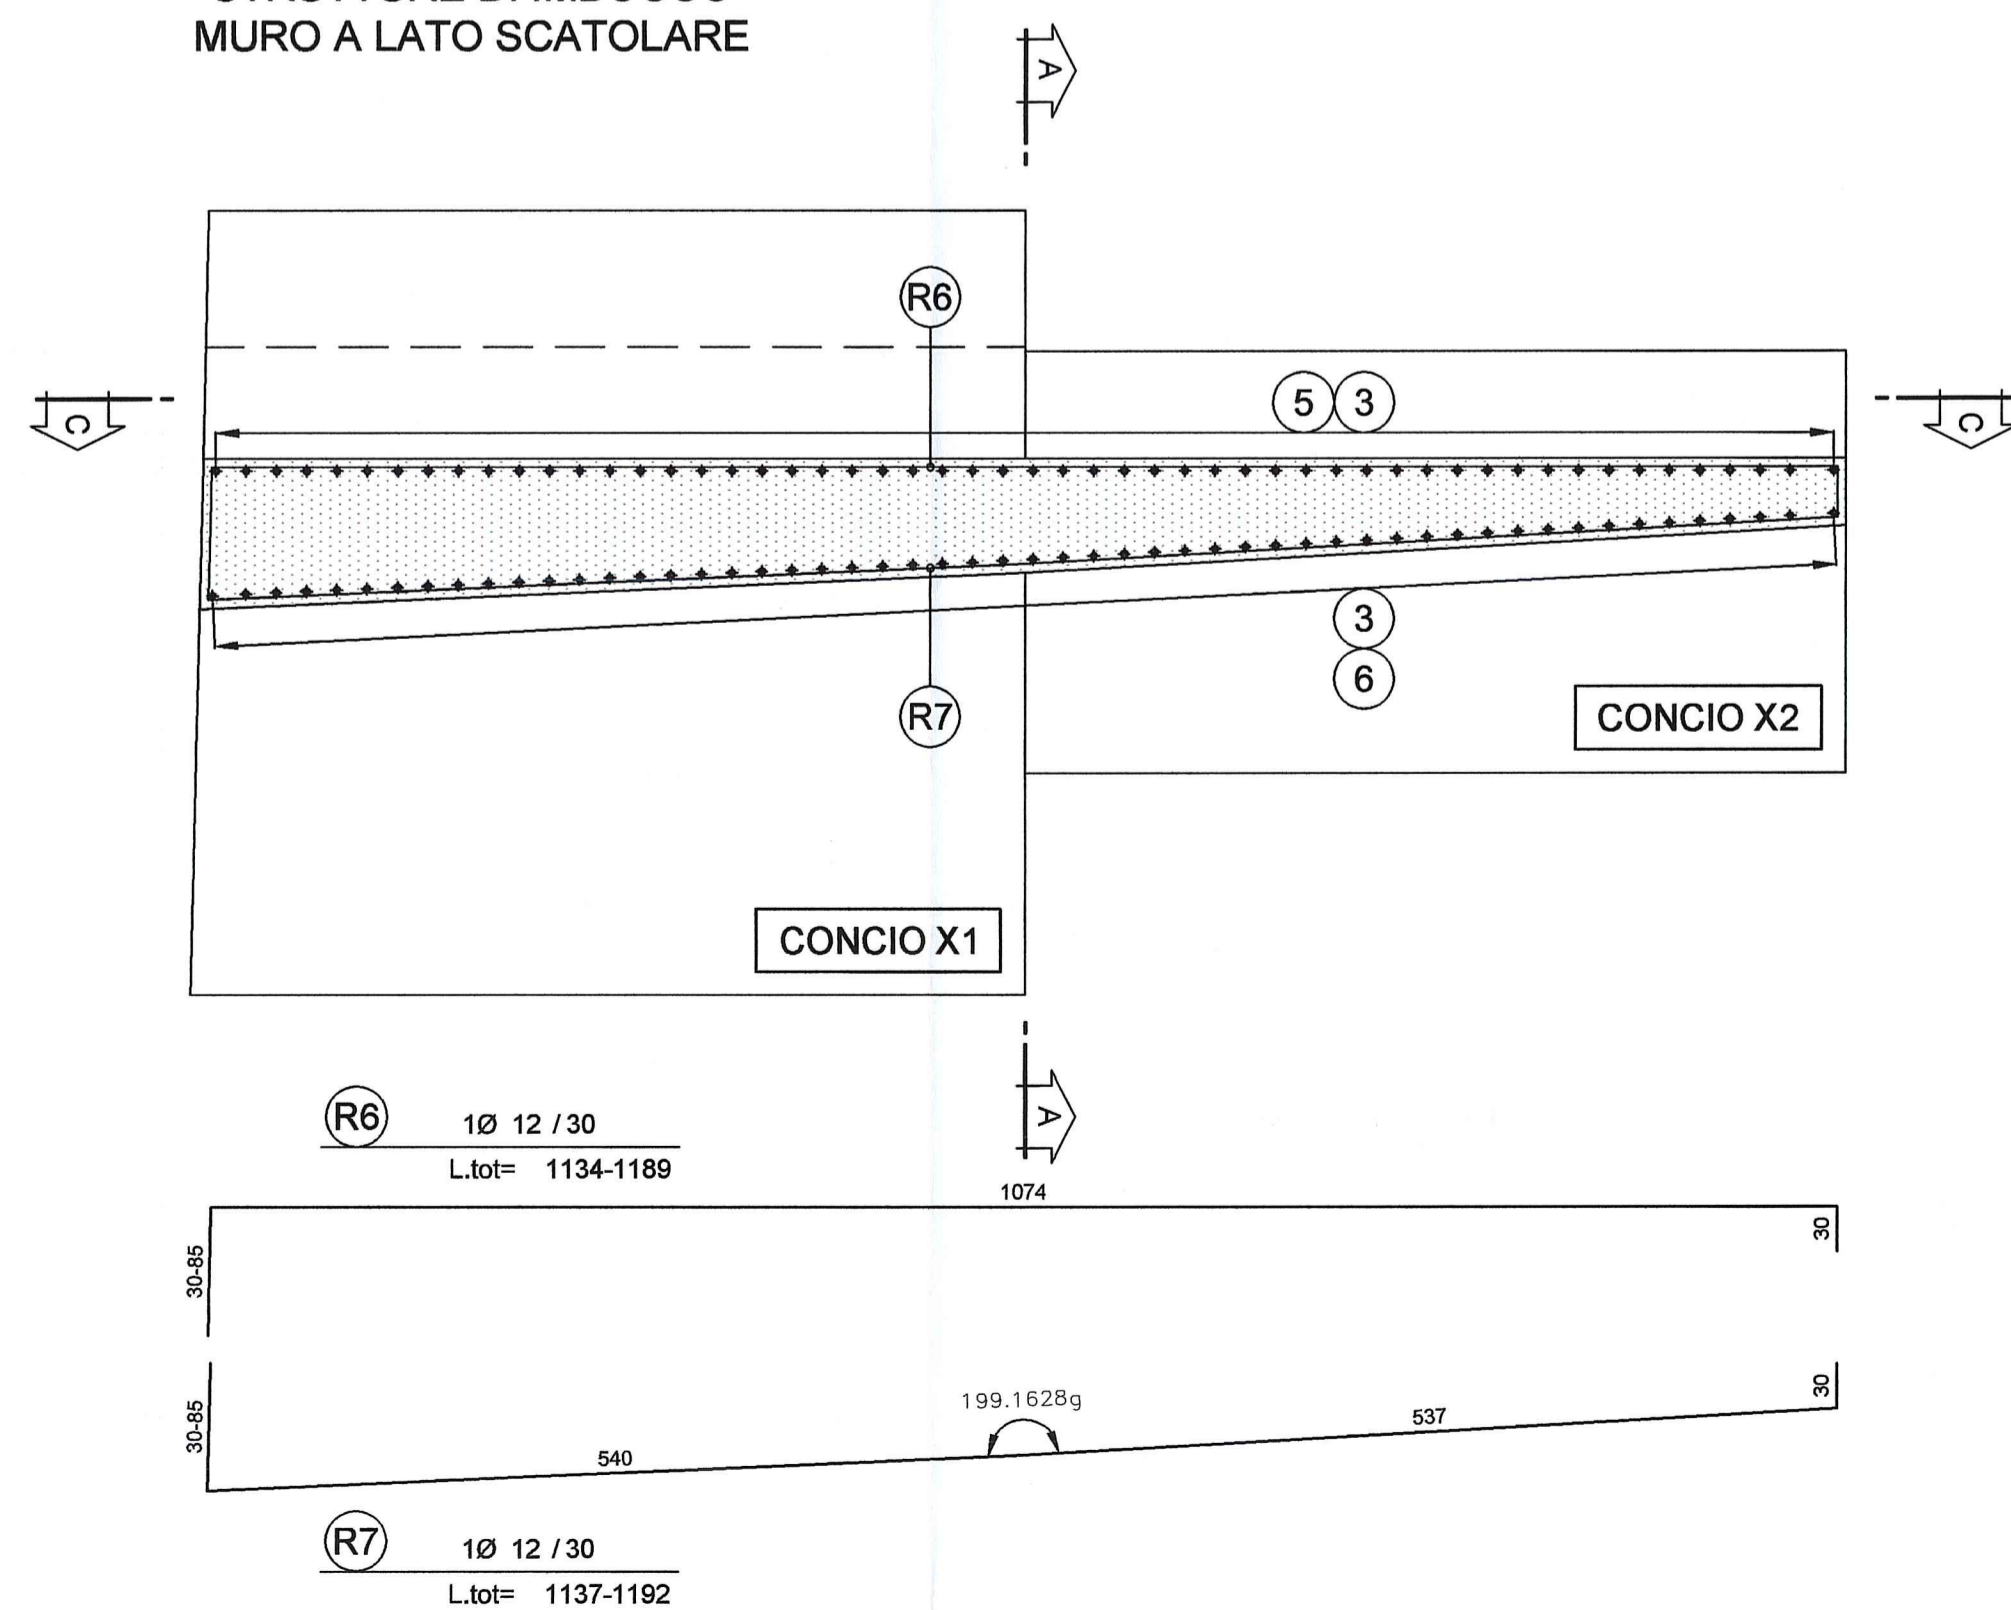 MURO A LATO SCATOLARE
A
R6
5 3
C
C
3
6
R7
CONCIO X2
CONCIO X1
R6 1Ø 12 / 30
L.tot= 1134-1189
A
1074
30-85
30
30-85
199.1628g
30
540
537
R7 1Ø 12 / 30
L.tot= 1137-1192